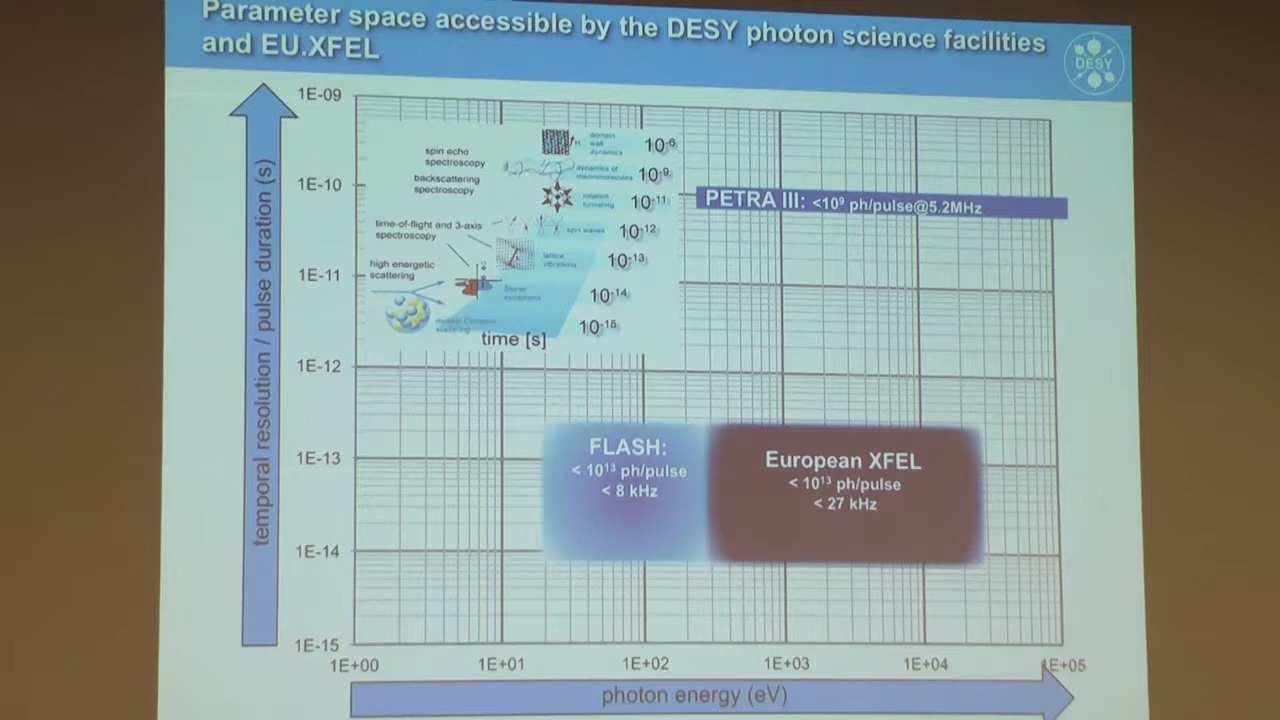 Parameter space accessible by the DESY photon science facilities
and EU.XFEL
DESY
temporal resolution / pulse duration (s)
1E-09
1E-10
1E-11
1E-12
1E-13
1E-14
1E-15
spin echo
spectroscopy
backscattering
spectroscopy
time-of-flight and 3-axis
spectroscopy
high energetic
scattering
domain
wall
dynamics
dynamics of
macromolecules
rotation
tunneling
spin waves
lattice
vibrations
excitations
nuclear Compton
scattering
10⁻⁶
10⁻⁹
10⁻¹¹
10⁻¹²
10⁻¹³
10⁻¹⁴
10⁻¹⁵
time [s]
PETRA III: <10⁹ ph/pulse@5.2MHz
FLASH:
< 10¹³ ph/pulse
< 8 kHz
European XFEL
< 10¹³ ph/pulse
< 27 kHz
1E+00
1E+01
1E+02
1E+03
1E+04
1E+05
photon energy (eV)